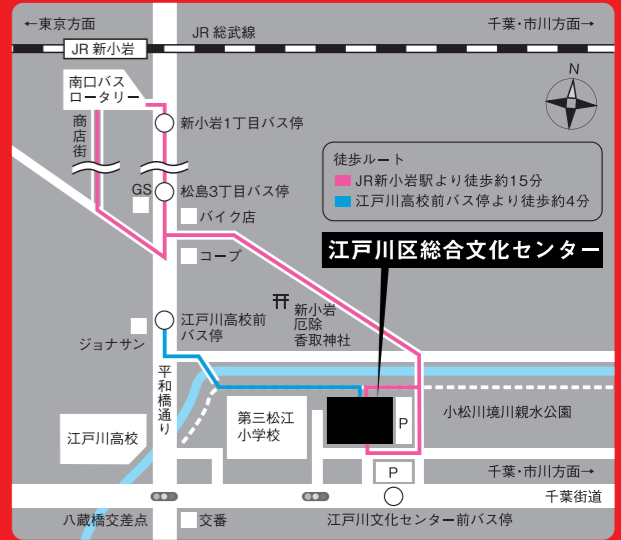 ←東京方面
JR 総武線
千葉・市川方面→
JR 新小岩
N
南口バス
ロータリー
商店街
新小岩1丁目バス停
徒歩ルート
JR新小岩駅より徒歩約15分
江戸川高校前バス停より徒歩約4分
GS
松島3丁目バス停
バイク店
コープ
江戸川区総合文化センター
江戸川高校前
バス停
新小岩
厄除
香取神社
ジョナサン
平和橋通り
第三松江
小学校
P
小松川境川親水公園
江戸川高校
P
千葉・市川方面→
千葉街道
八蔵橋交差点
交番
江戸川文化センター前バス停